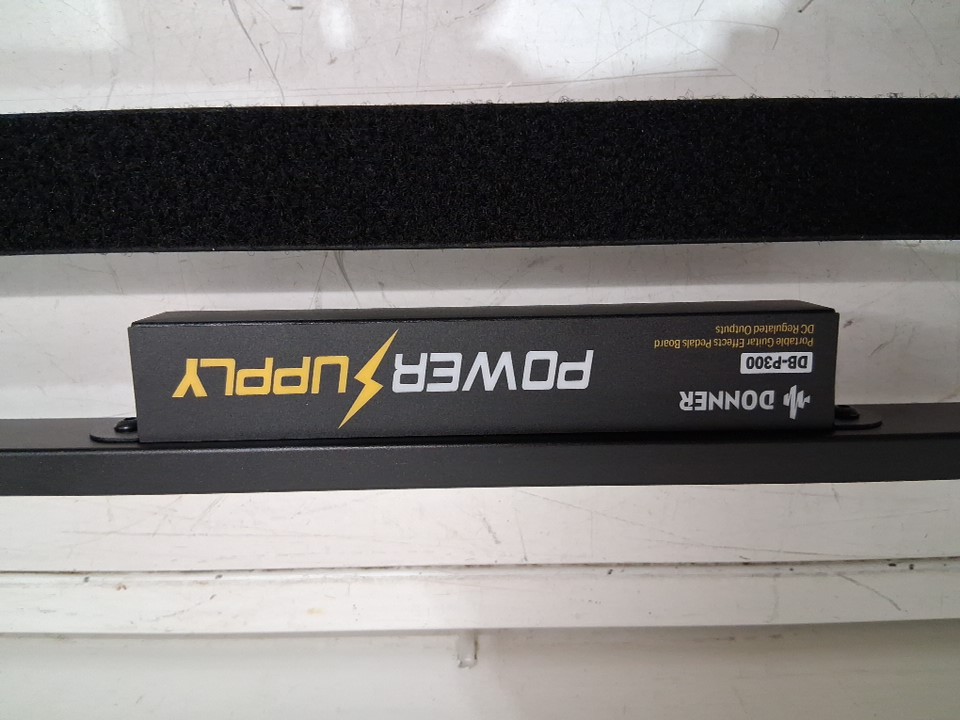 DONNER
DB-P300
Portable Guitar Effects Pedals Board
DC Regulated Outputs
POWER SUPPLY